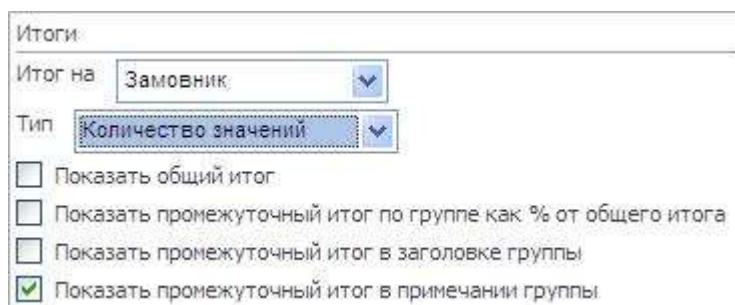 Итоги
Итог на Замовник
Тип Количество значений
Показать общий итог
Показать промежуточный итог по группе как % от общего итога
Показать промежуточный итог в заголовке группы
Показать промежуточный итог в примечании группы